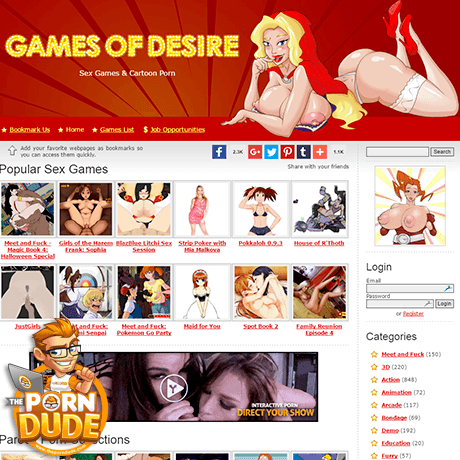 GAMES OF DESIRE
Sex Games & Cartoon Porn
Bookmark Us Home Games List $ Job Opportunities
Add your favorite webpages as bookmarks so
you can access them quickly.
2.3K
1.1K
Share with your friends
Search
Popular Sex Games
Meet and Fuck -
Magic Book 4:
Halloween Special
Girls of the Harem
Frank: Sophia
BlazBlue Litchi Sex
Session
Strip Poker with
Mia Malkova
Pokkaloh 0.9.3
House of R'Thoth
JustGirls
and Fuck:
Senpai
Meet and Fuck:
Pokemon Go Party
Maid for You
Spot Book 2
Family Reunion
Episode 4
INTERACTIVE PORN
DIRECT YOUR SHOW
THE
PORN
DUDE
Login
Email
Password
Login
or Register
Categories
Meet and Fuck (150)
3D (220)
Action (848)
Animation (72)
Arcade (117)
Bondage (69)
Demo (192)
Education (20)
Furry (57)